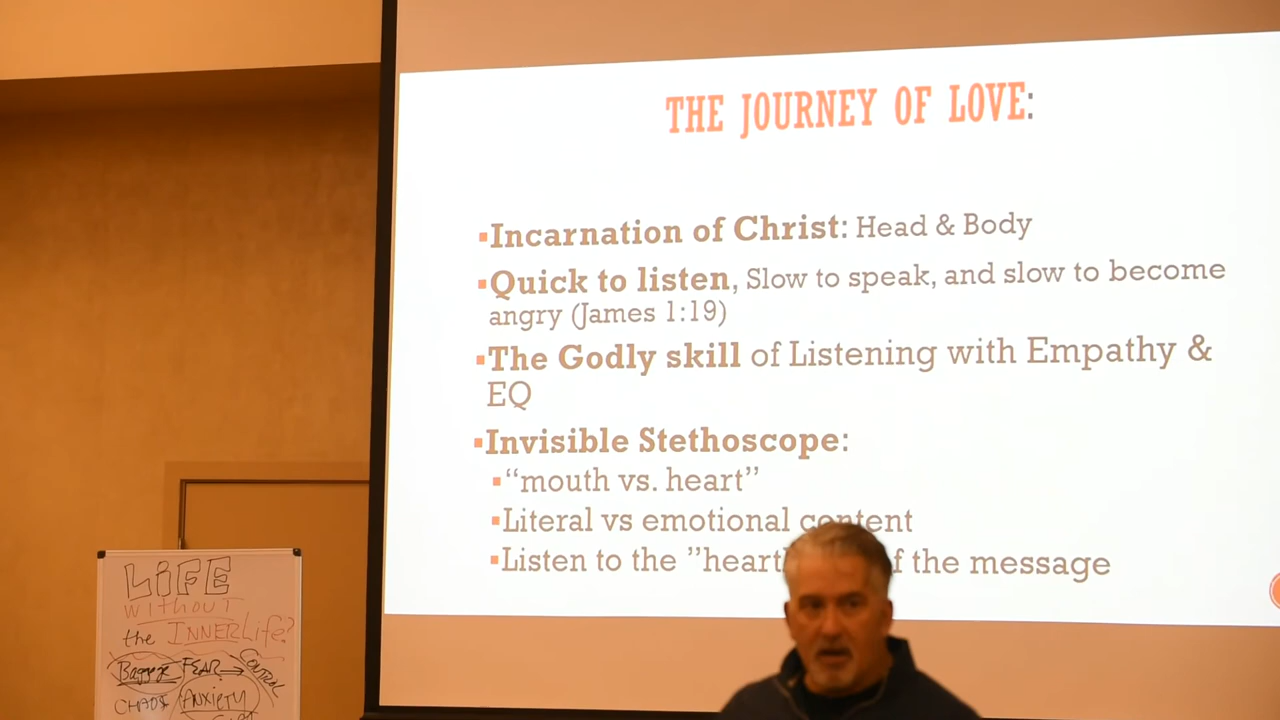 THE JOURNEY OF LOVE:
▪Incarnation of Christ: Head & Body
▪Quick to listen, Slow to speak, and slow to become
angry (James 1:19)
▪The Godly skill of Listening with Empathy &
EQ
▪Invisible Stethoscope:
▪“mouth vs. heart”
▪Literal vs emotional content
▪Listen to the ”heart f the message
LiFE
without
the INNER Life?
Baggage FEAR → CONTROL
CHAOS ANXIETY